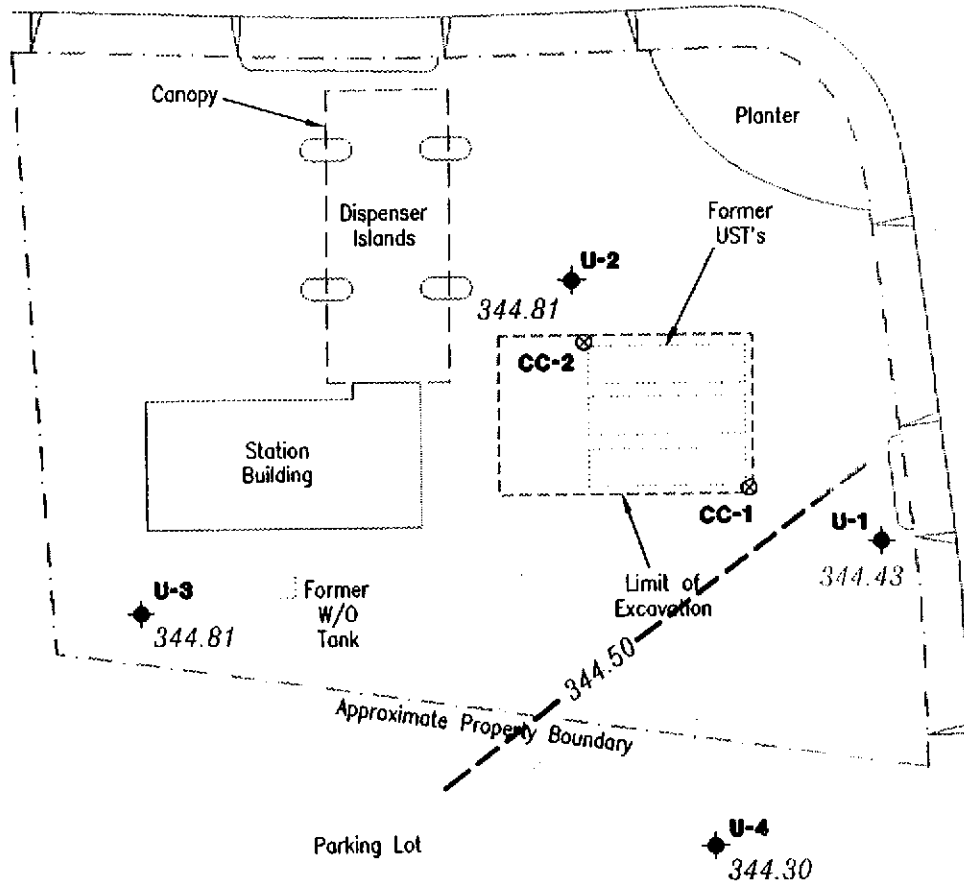 Canopy
Planter
Dispenser
Islands
Former
UST's
U-2
344.81
CC-2
Station
Building
CC-1
U-1
344.43
Limit of
Excavation
U-3
344.81
Former
W/O
Tank
344.50
Approximate Property Boundary
Parking Lot
U-4
344.30